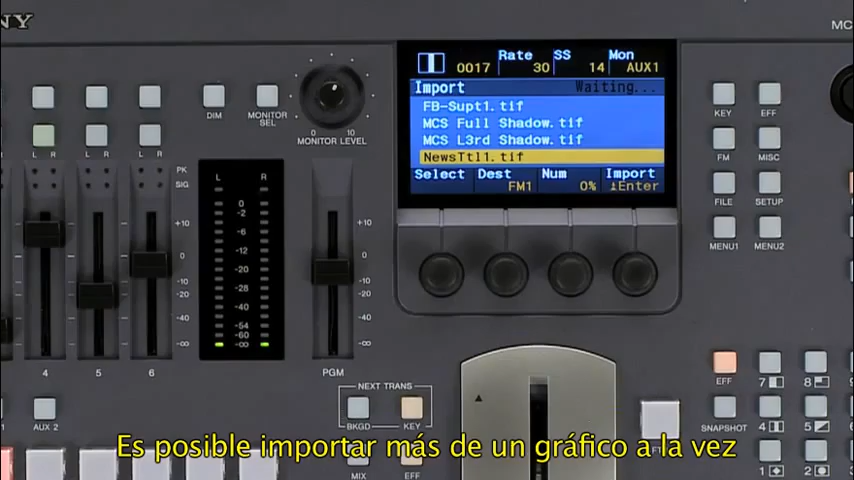 NY
MC
0017 Rate 30 SS 14 Mon AUX1
Import Waiting...
FB-Supt1.tif
MCS Full Shadow.tif
MCS L3rd Shadow.tif
NewsTtl1.tif
Select Dest FM1 Num 0% Import ±Enter
DIM
MONITOR SEL
0 10
MONITOR LEVEL
KEY EFF
FM MISC
FILE SETUP
MENU1 MENU2
L R L R L R
PK
SIG
L R
+10 0 -10 -20 -40 -∞
0 -2 -6 -12 -20 -28 -40 -54 -60 -∞
+10 0 -10 -20 -40 -∞
4 5 6
PGM
NEXT TRANS
BKGD KEY
AUX 2
MIX EFF
EFF 7 8
SNAPSHOT 4 5
1 2
Es posible importar más de un gráfico a la vez